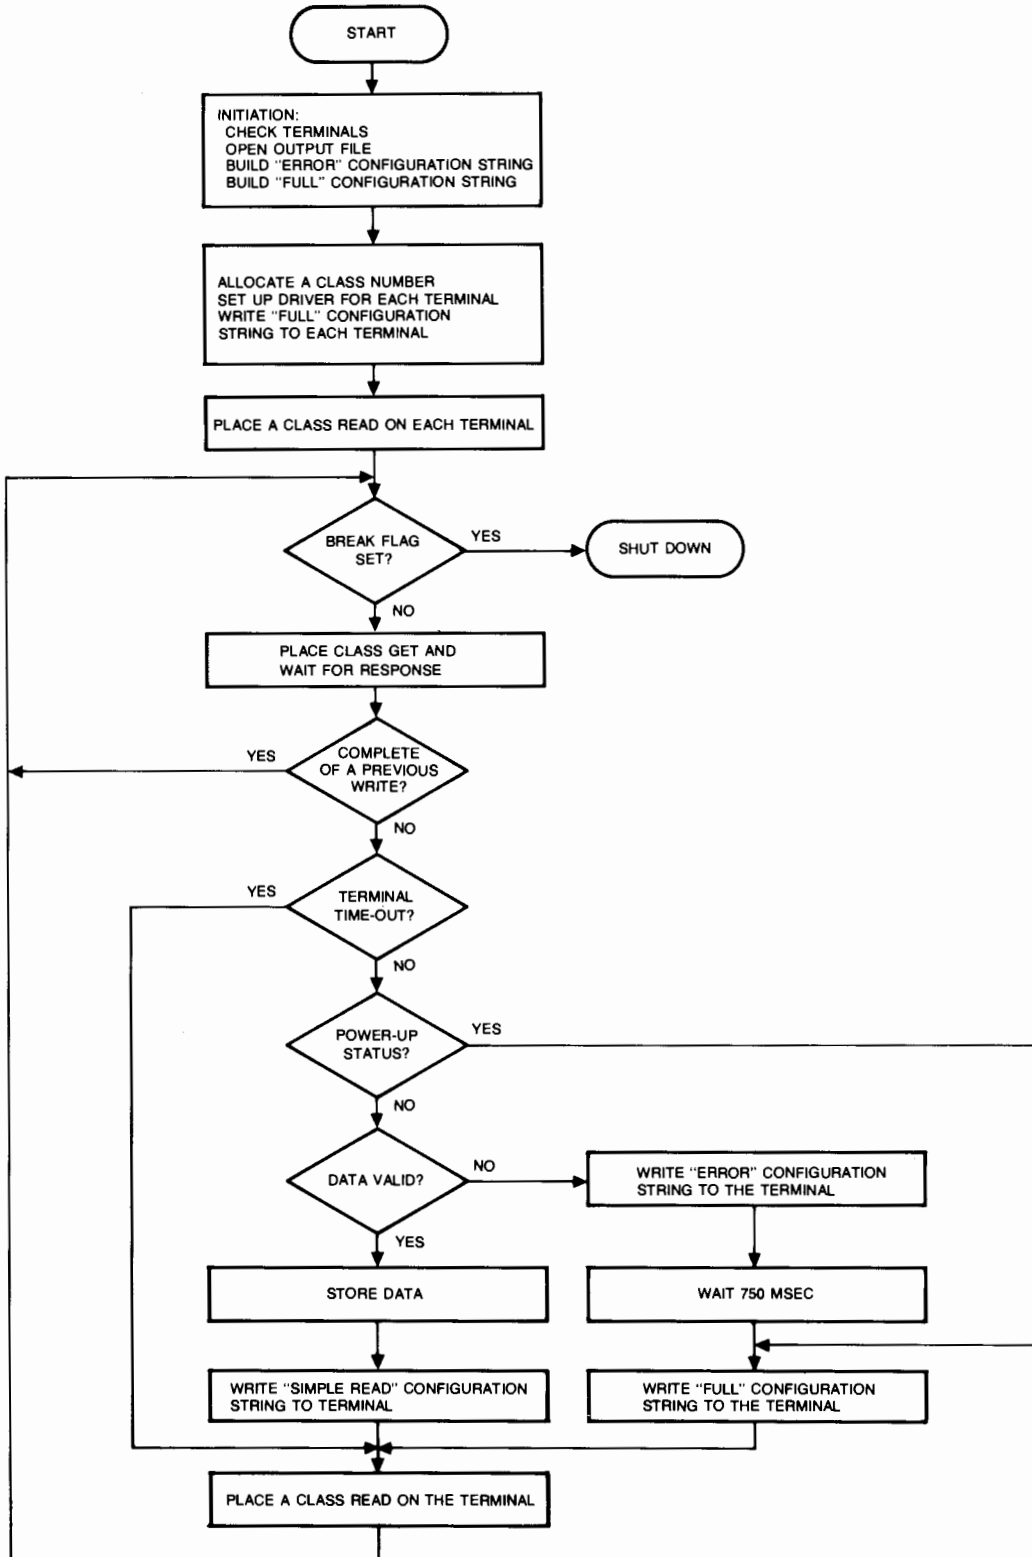 START
INITIATION:
CHECK TERMINALS
OPEN OUTPUT FILE
BUILD "ERROR" CONFIGURATION STRING
BUILD "FULL" CONFIGURATION STRING
ALLOCATE A CLASS NUMBER
SET UP DRIVER FOR EACH TERMINAL
WRITE "FULL" CONFIGURATION
STRING TO EACH TERMINAL
PLACE A CLASS READ ON EACH TERMINAL
BREAK FLAG
SET?
YES
SHUT DOWN
NO
PLACE CLASS GET AND
WAIT FOR RESPONSE
YES
COMPLETE
OF A PREVIOUS
WRITE?
NO
YES
TERMINAL
TIME-OUT?
NO
POWER-UP
STATUS?
YES
NO
DATA VALID?
NO
WRITE "ERROR" CONFIGURATION
STRING TO THE TERMINAL
YES
STORE DATA
WAIT 750 MSEC
WRITE "SIMPLE READ" CONFIGURATION
STRING TO TERMINAL
WRITE "FULL" CONFIGURATION
STRING TO THE TERMINAL
PLACE A CLASS READ ON THE TERMINAL